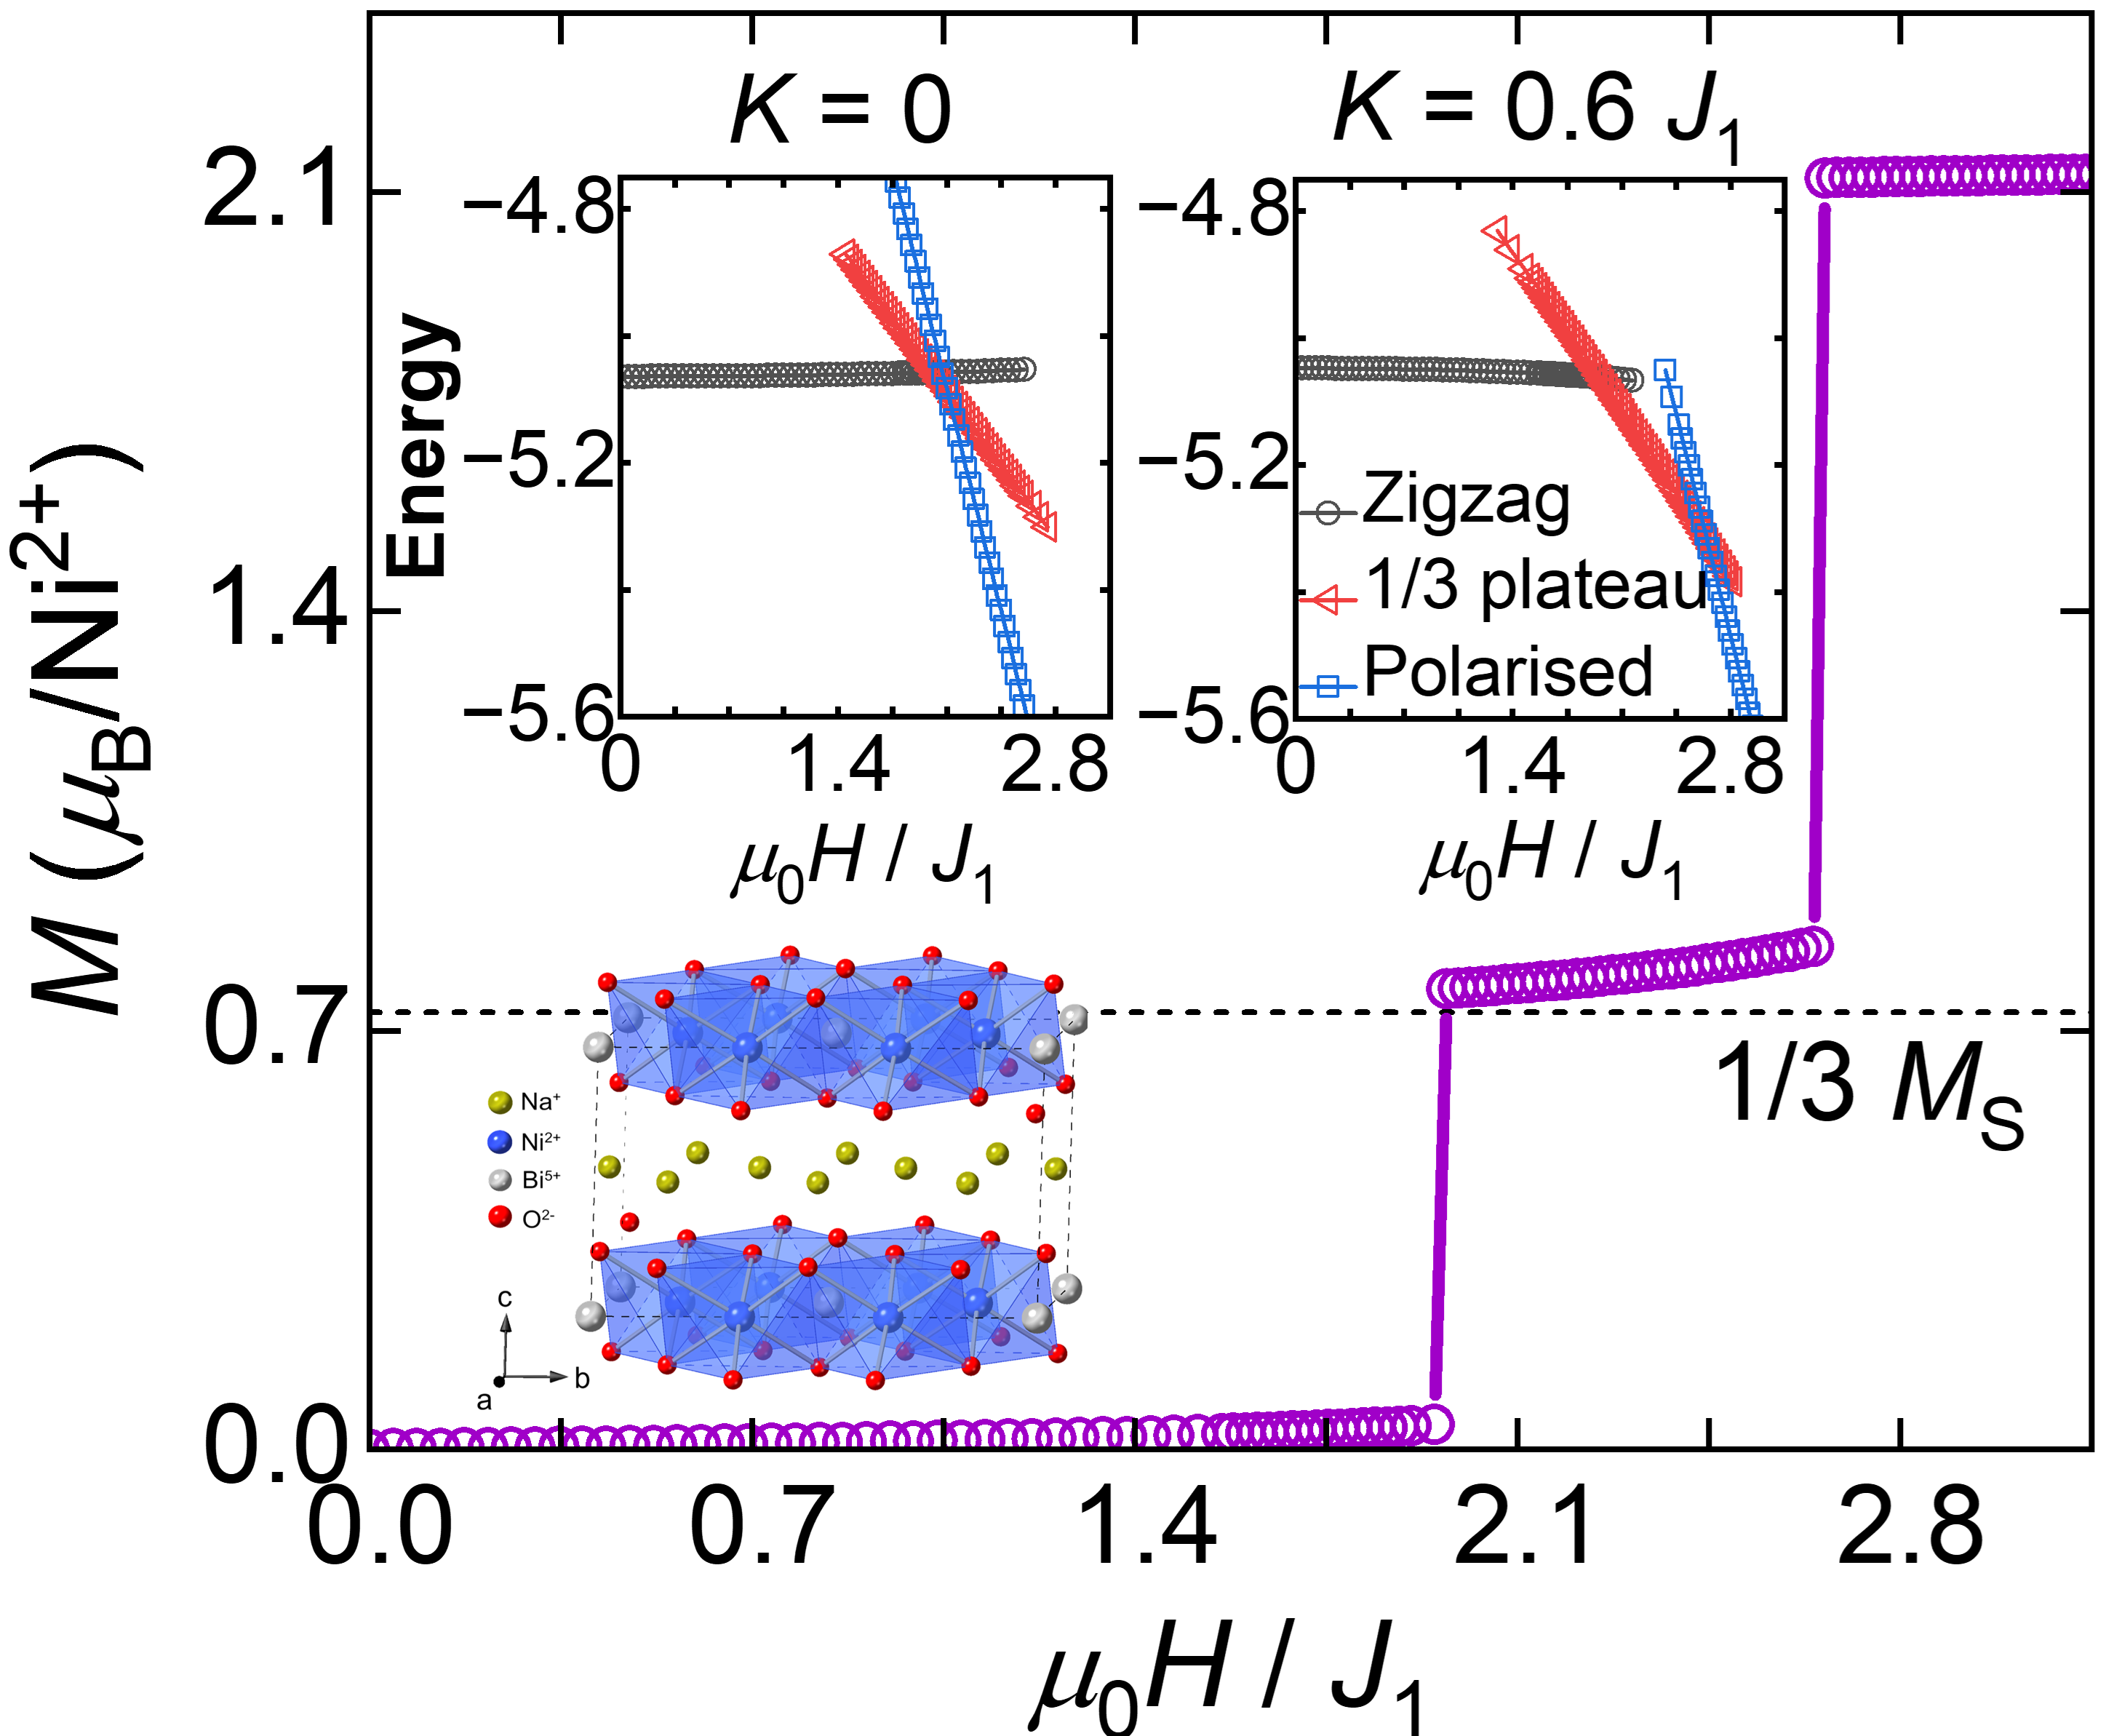 K = 0
K = 0.6 J₁
2.1
1.4
0.7
0.0
M (μB/Ni²⁺)
Energy
−4.8
−5.2
−5.6
0 1.4 2.8
μ₀H / J₁
−4.8
−5.2
−5.6
Zigzag
1/3 plateau
Polarised
0 1.4 2.8
μ₀H / J₁
1/3 MS
Na⁺
Ni²⁺
Bi⁵⁺
O²⁻
c
b
a
0.0 0.7 1.4 2.1 2.8
μ₀H / J₁